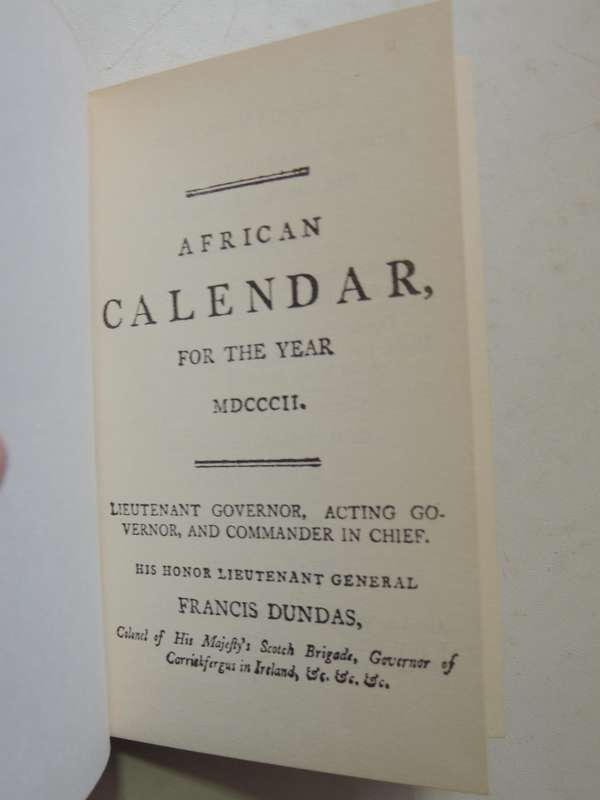 AFRICAN
CALENDAR,
FOR THE YEAR
MDCCCII.
LIEUTENANT GOVERNOR, ACTING GO-
VERNOR, AND COMMANDER IN CHIEF.
HIS HONOR LIEUTENANT GENERAL
FRANCIS DUNDAS,
Colonel of His Majeſty's Scotch Brigade, Governor of
Carriekfergus in Ireland, &c. &c. &c.